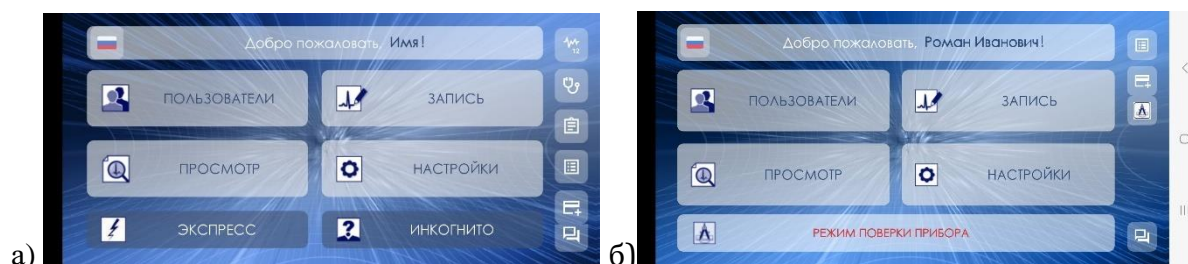 а)
Добро пожаловать, Имя!
ПОЛЬЗОВАТЕЛИ
ЗАПИСЬ
ПРОСМОТР
НАСТРОЙКИ
ЭКСПРЕСС
ИНКОГНИТО
12
б)
Добро пожаловать, Роман Иванович!
ПОЛЬЗОВАТЕЛИ
ЗАПИСЬ
ПРОСМОТР
НАСТРОЙКИ
РЕЖИМ ПОВЕРКИ ПРИБОРА